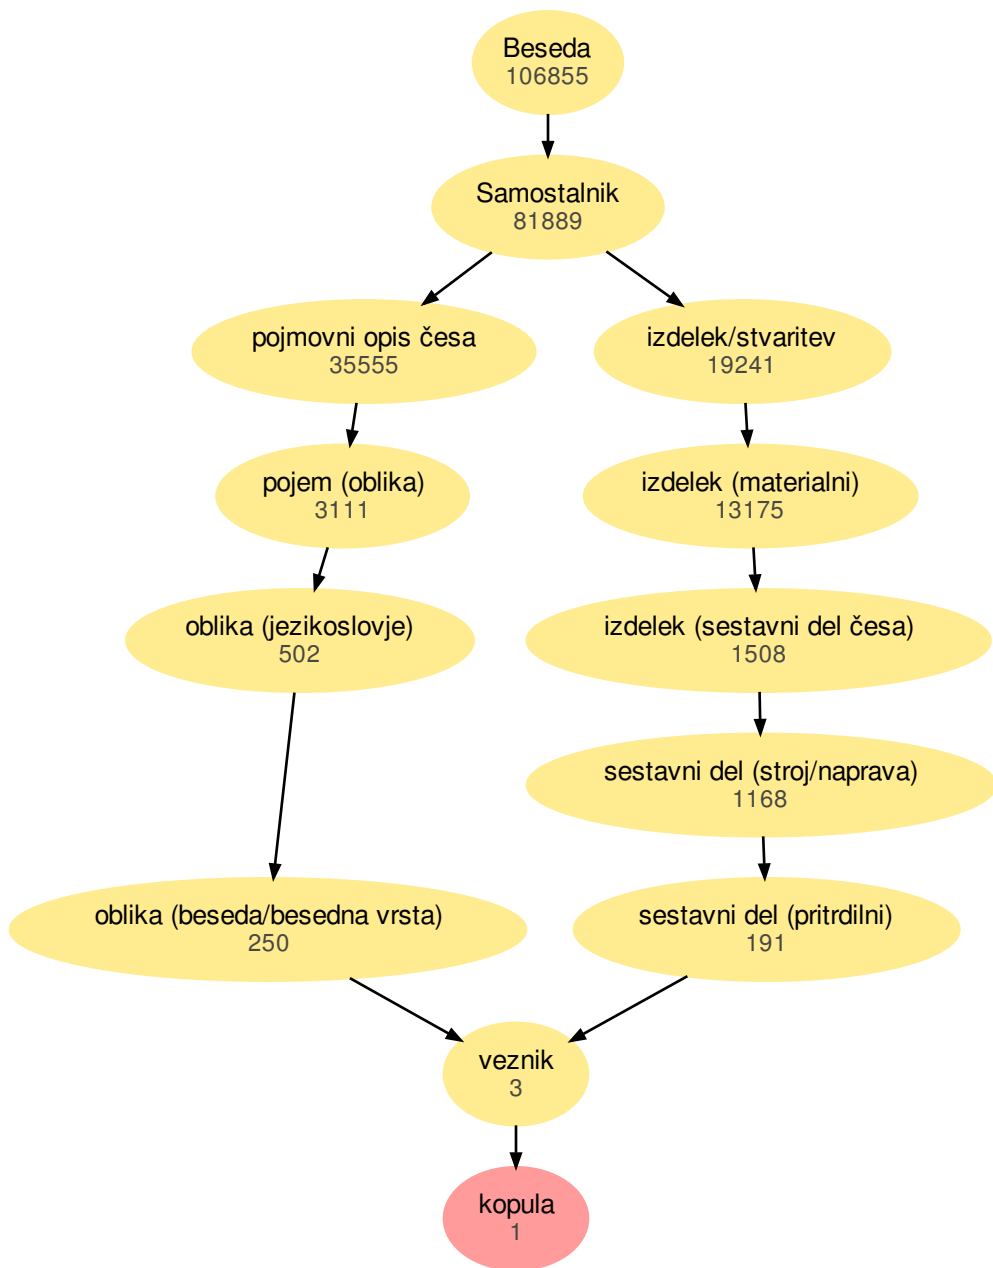 Beseda
106855
Samostalnik
81889
pojmovni opis česa
35555
izdelek/stvaritev
19241
pojem (oblika)
3111
izdelek (materialni)
13175
oblika (jezikoslovje)
502
izdelek (sestavni del česa)
1508
sestavni del (stroj/naprava)
1168
oblika (beseda/besedna vrsta)
250
sestavni del (pritrdilni)
191
veznik
3
kopula
1